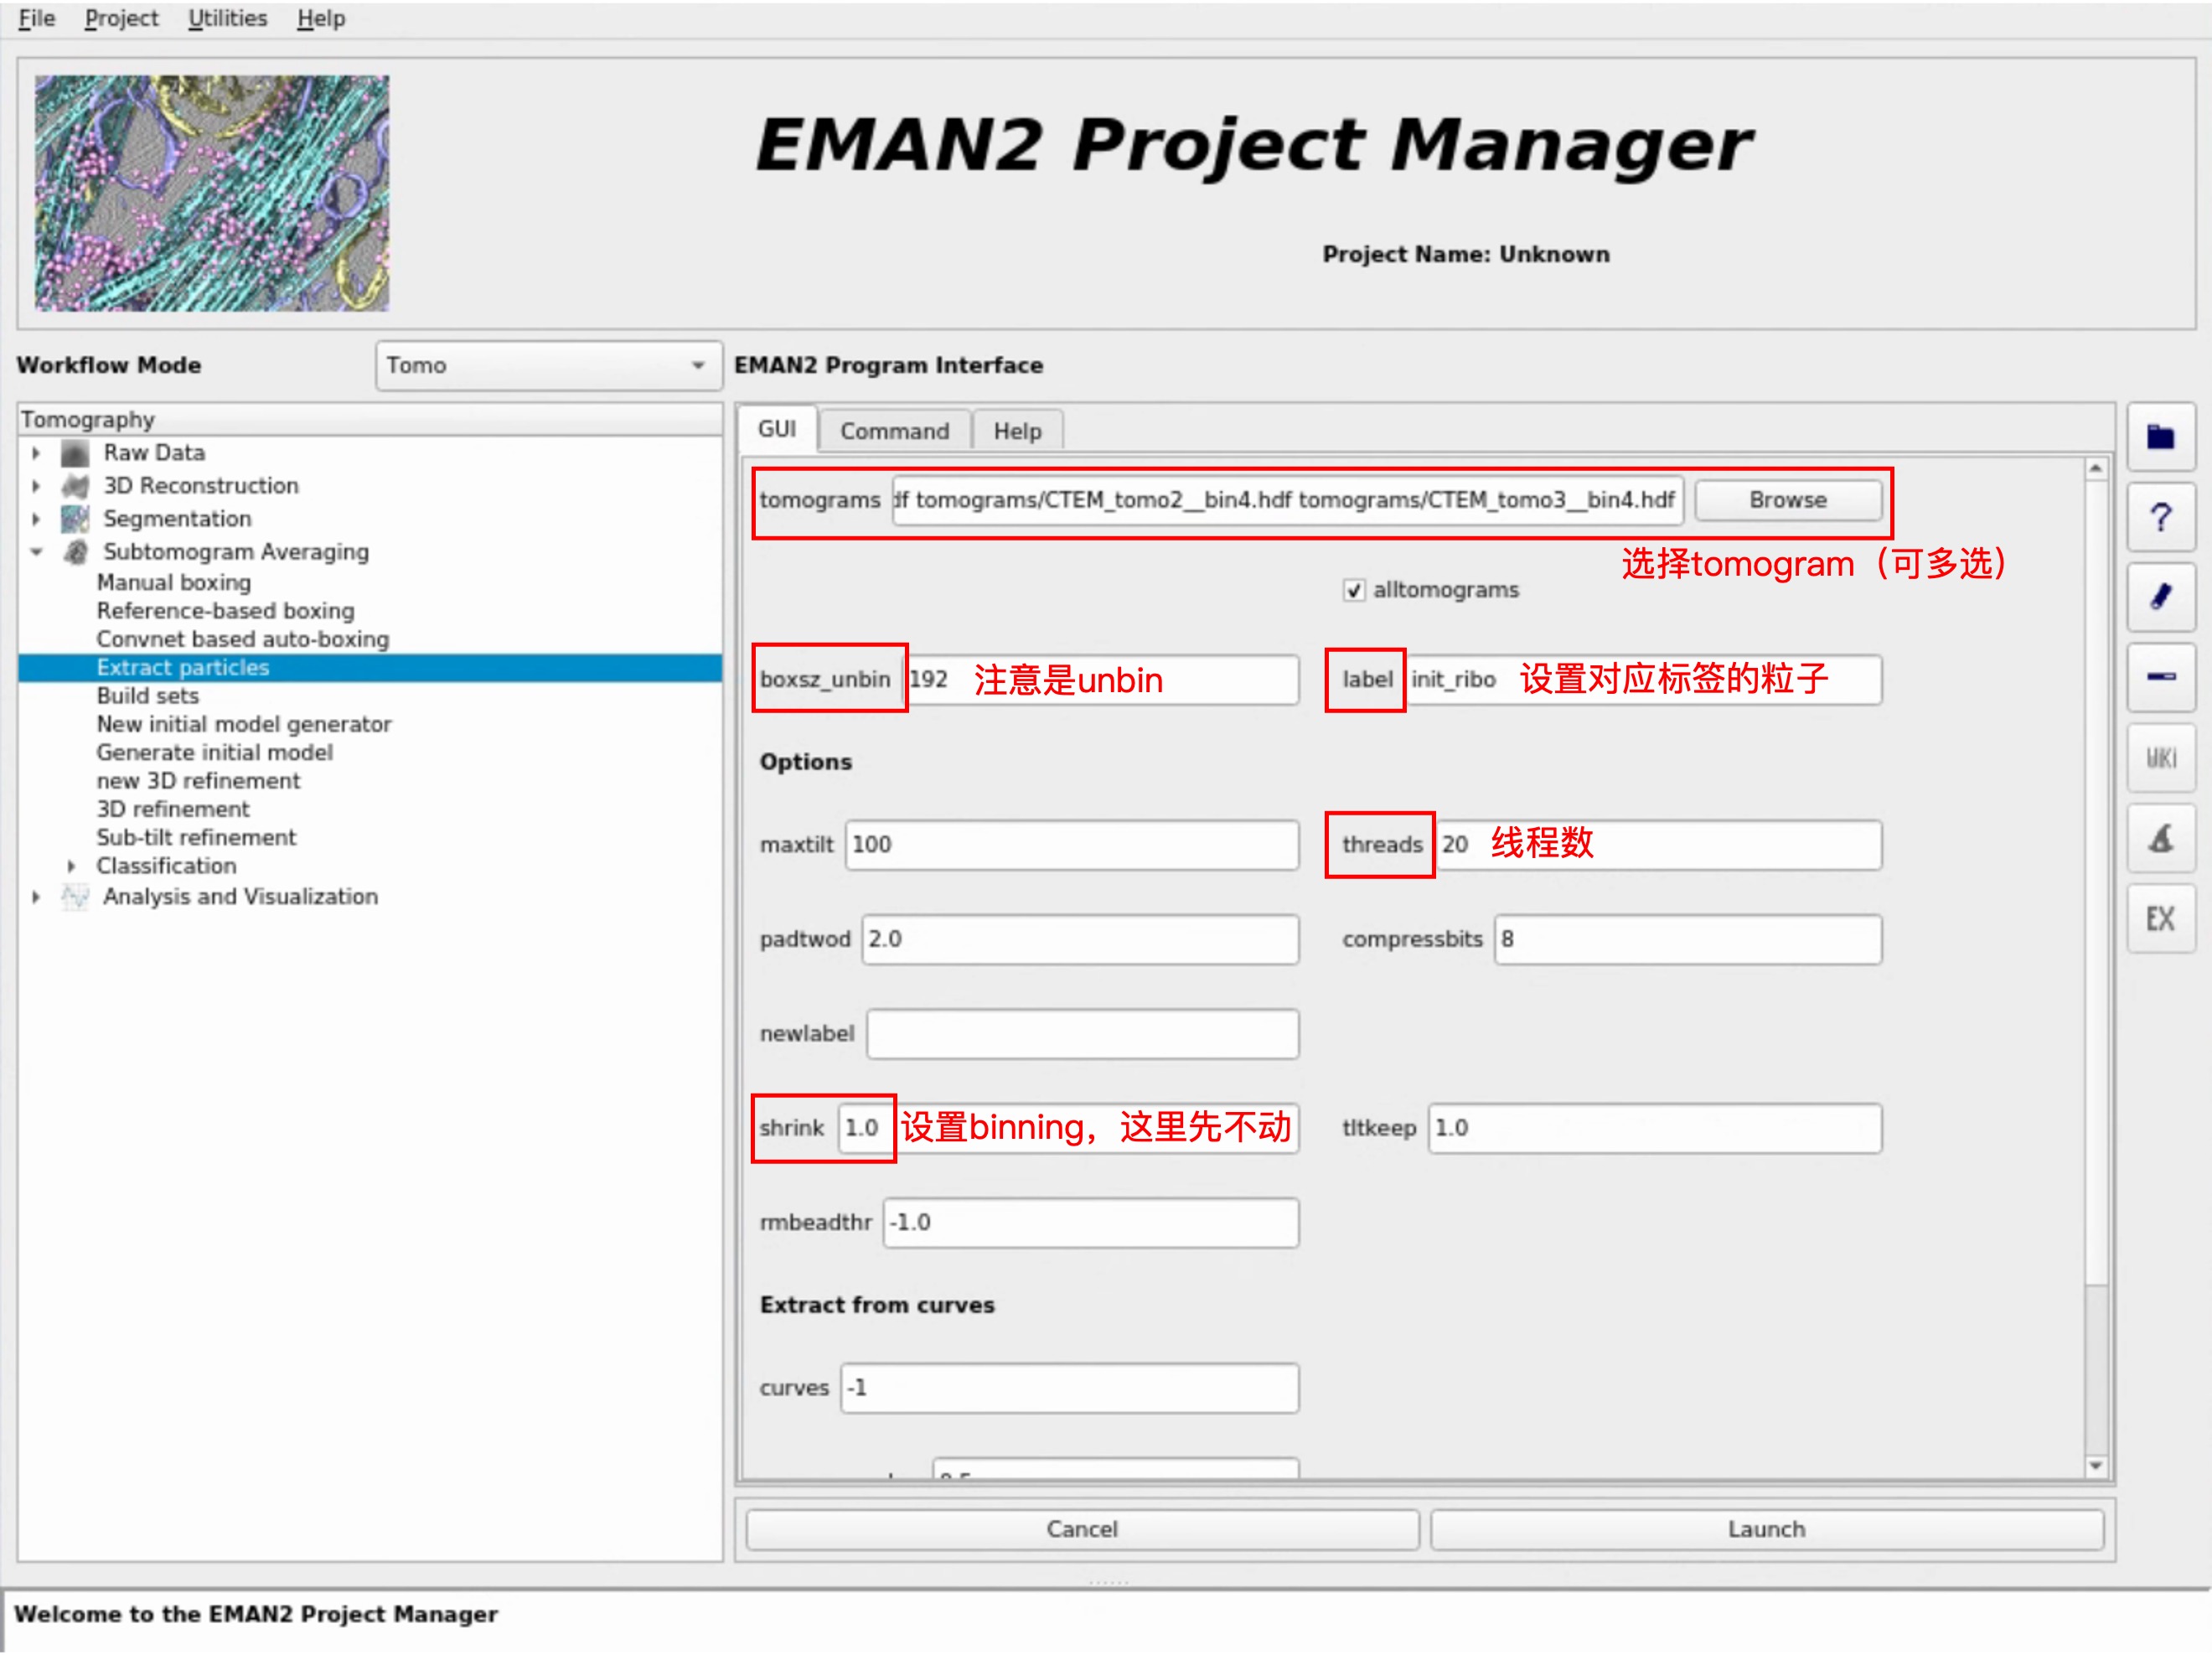 File Project Utilities Help
EMAN2 Project Manager
Project Name: Unknown
Workflow Mode
Tomo
EMAN2 Program Interface
Tomography
Raw Data
3D Reconstruction
Segmentation
Subtomogram Averaging
Manual boxing
Reference-based boxing
Convnet based auto-boxing
Extract particles
Build sets
New initial model generator
Generate initial model
new 3D refinement
3D refinement
Sub-tilt refinement
Classification
Analysis and Visualization
GUI Command Help
tomograms df tomograms/CTEM_tomo2__bin4.hdf tomograms/CTEM_tomo3__bin4.hdf Browse
选择tomogram（可多选）
alltomograms
boxsz_unbin 192 注意是unbin label init_ribo 设置对应标签的粒子
Options
maxtilt 100 threads 20 线程数
padtwod 2.0 compressbits 8
newlabel
shrink 1.0 设置binning，这里先不动 tltkeep 1.0
rmbeadthr -1.0
Extract from curves
curves -1
Cancel Launch
?
WIKI
EX
Welcome to the EMAN2 Project Manager